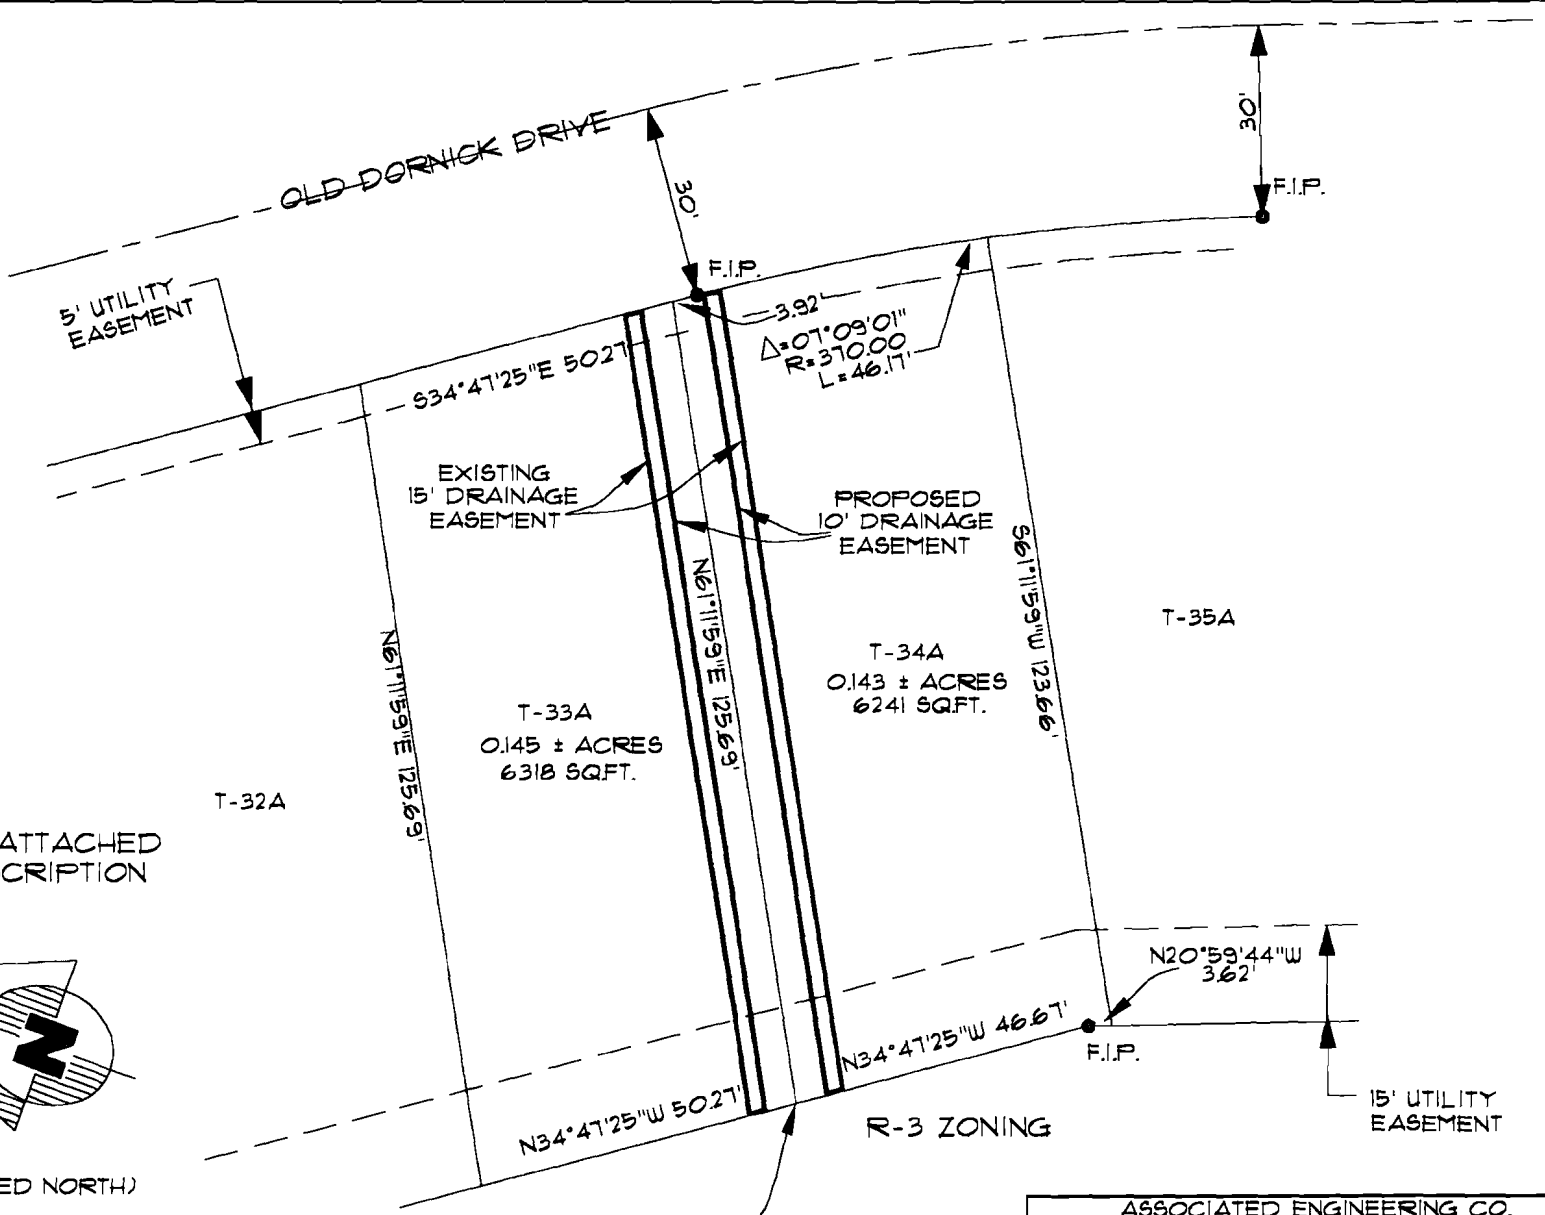 OLD DORNICK DRIVE
30'
30'
F.I.P.
F.I.P.
5' UTILITY
EASEMENT
3.92'
Δ=07°09'01"
R=370.00
L=46.17'
S34°47'25"E 50.27
EXISTING
15' DRAINAGE
EASEMENT
PROPOSED
10' DRAINAGE
EASEMENT
N61°11'59"E 125.69'
N61°11'59"E 125.69'
S61°11'59"W 123.66'
T-35A
T-34A
0.143 ± ACRES
6241 SQ.FT.
T-33A
0.145 ± ACRES
6318 SQ.FT.
T-32A
ATTACHED
CRIPTION
N
N20°59'44"W
3.62'
N34°47'25"W 46.67'
F.I.P.
N34°47'25"W 50.27'
R-3 ZONING
15' UTILITY
EASEMENT
ED NORTH)
ASSOCIATED ENGINEERING CO.